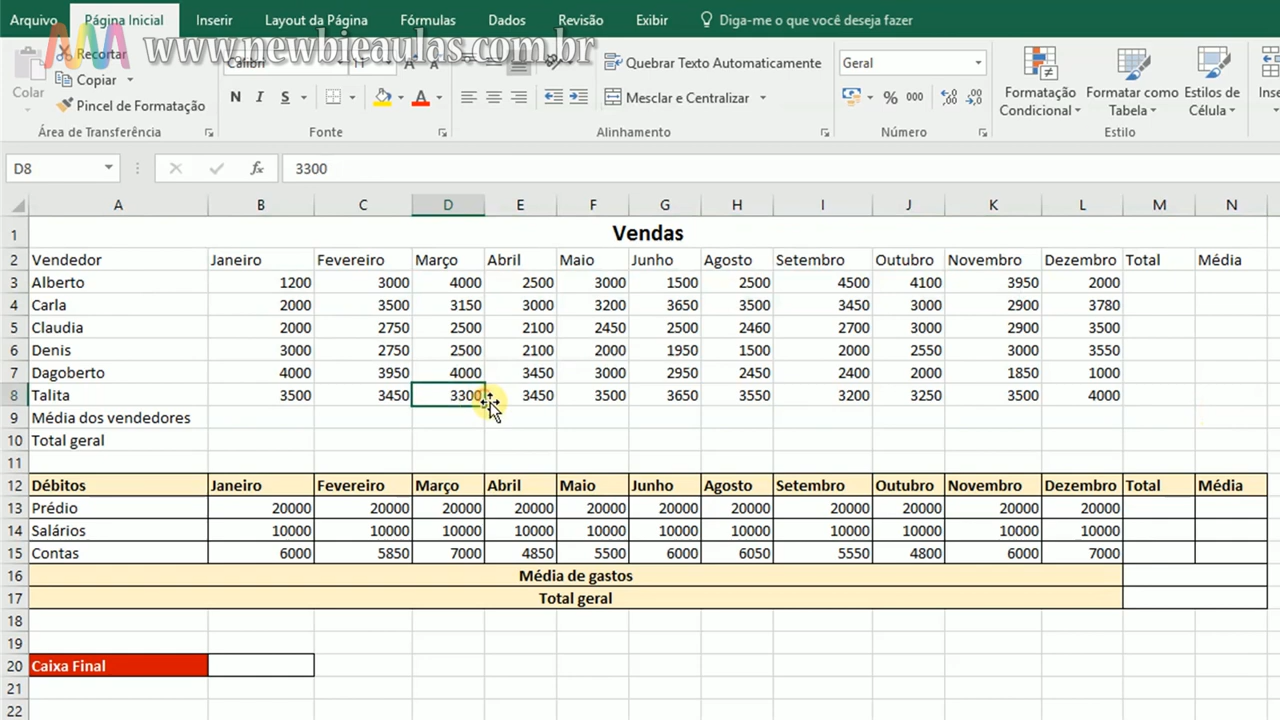 Arquivo Página Inicial Inserir Layout da Página Fórmulas Dados Revisão Exibir Diga-me o que você deseja fazer
www.newbieaulas.com.br
Recortar
Copiar
Pincel de Formatação
Colar
Área de Transferência
Calibri 11
N I S
Fonte
Quebrar Texto Automaticamente
Mesclar e Centralizar
Alinhamento
Geral
% 000
Número
Formatação Condicional
Formatar como Tabela
Estilos de Célula
Estilo
D8 fx 3300
A B C D E F G H I J K L M N
1 Vendas
2 Vendedor Janeiro Fevereiro Março Abril Maio Junho Agosto Setembro Outubro Novembro Dezembro Total Média
3 Alberto 1200 3000 4000 2500 3000 1500 2500 4500 4100 3950 2000
4 Carla 2000 3500 3150 3000 3200 3650 3500 3450 3000 2900 3780
5 Claudia 2000 2750 2500 2100 2450 2500 2460 2700 3000 2900 3500
6 Denis 3000 2750 2500 2100 2000 1950 1500 2000 2550 3500 3550
7 Dagoberto 4000 3950 4000 3450 3000 2950 2450 2400 2000 1850 1000
8 Talita 3500 3450 3300 3450 3500 3650 3550 3200 3250 3500 4000
9 Média dos vendedores
10 Total geral
11
12 Débitos Janeiro Fevereiro Março Abril Maio Junho Agosto Setembro Outubro Novembro Dezembro Total Média
13 Prédio 20000 20000 20000 20000 20000 20000 20000 20000 20000 20000 20000
14 Salários 10000 10000 10000 10000 10000 10000 10000 10000 10000 10000 10000
15 Contas 6000 5850 7000 4850 5500 6000 6050 5550 4800 6000 7000
16 Média de gastos
17 Total geral
18
19
20 Caixa Final
21
22